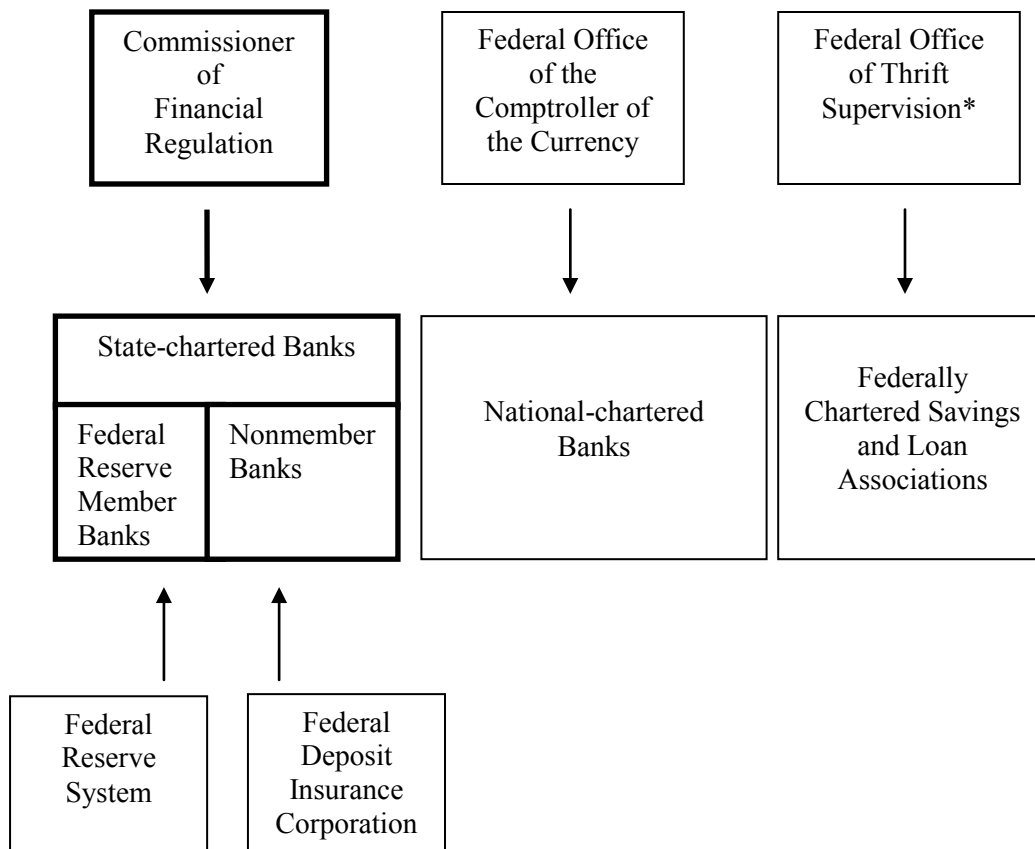 Commissioner
of
Financial
Regulation
Federal Office
of the
Comptroller of
the Currency
Federal Office
of Thrift
Supervision*
State-chartered Banks
Federal
Reserve
Member
Banks
Nonmember
Banks
National-chartered
Banks
Federally
Chartered Savings
and Loan
Associations
Federal
Reserve
System
Federal
Deposit
Insurance
Corporation